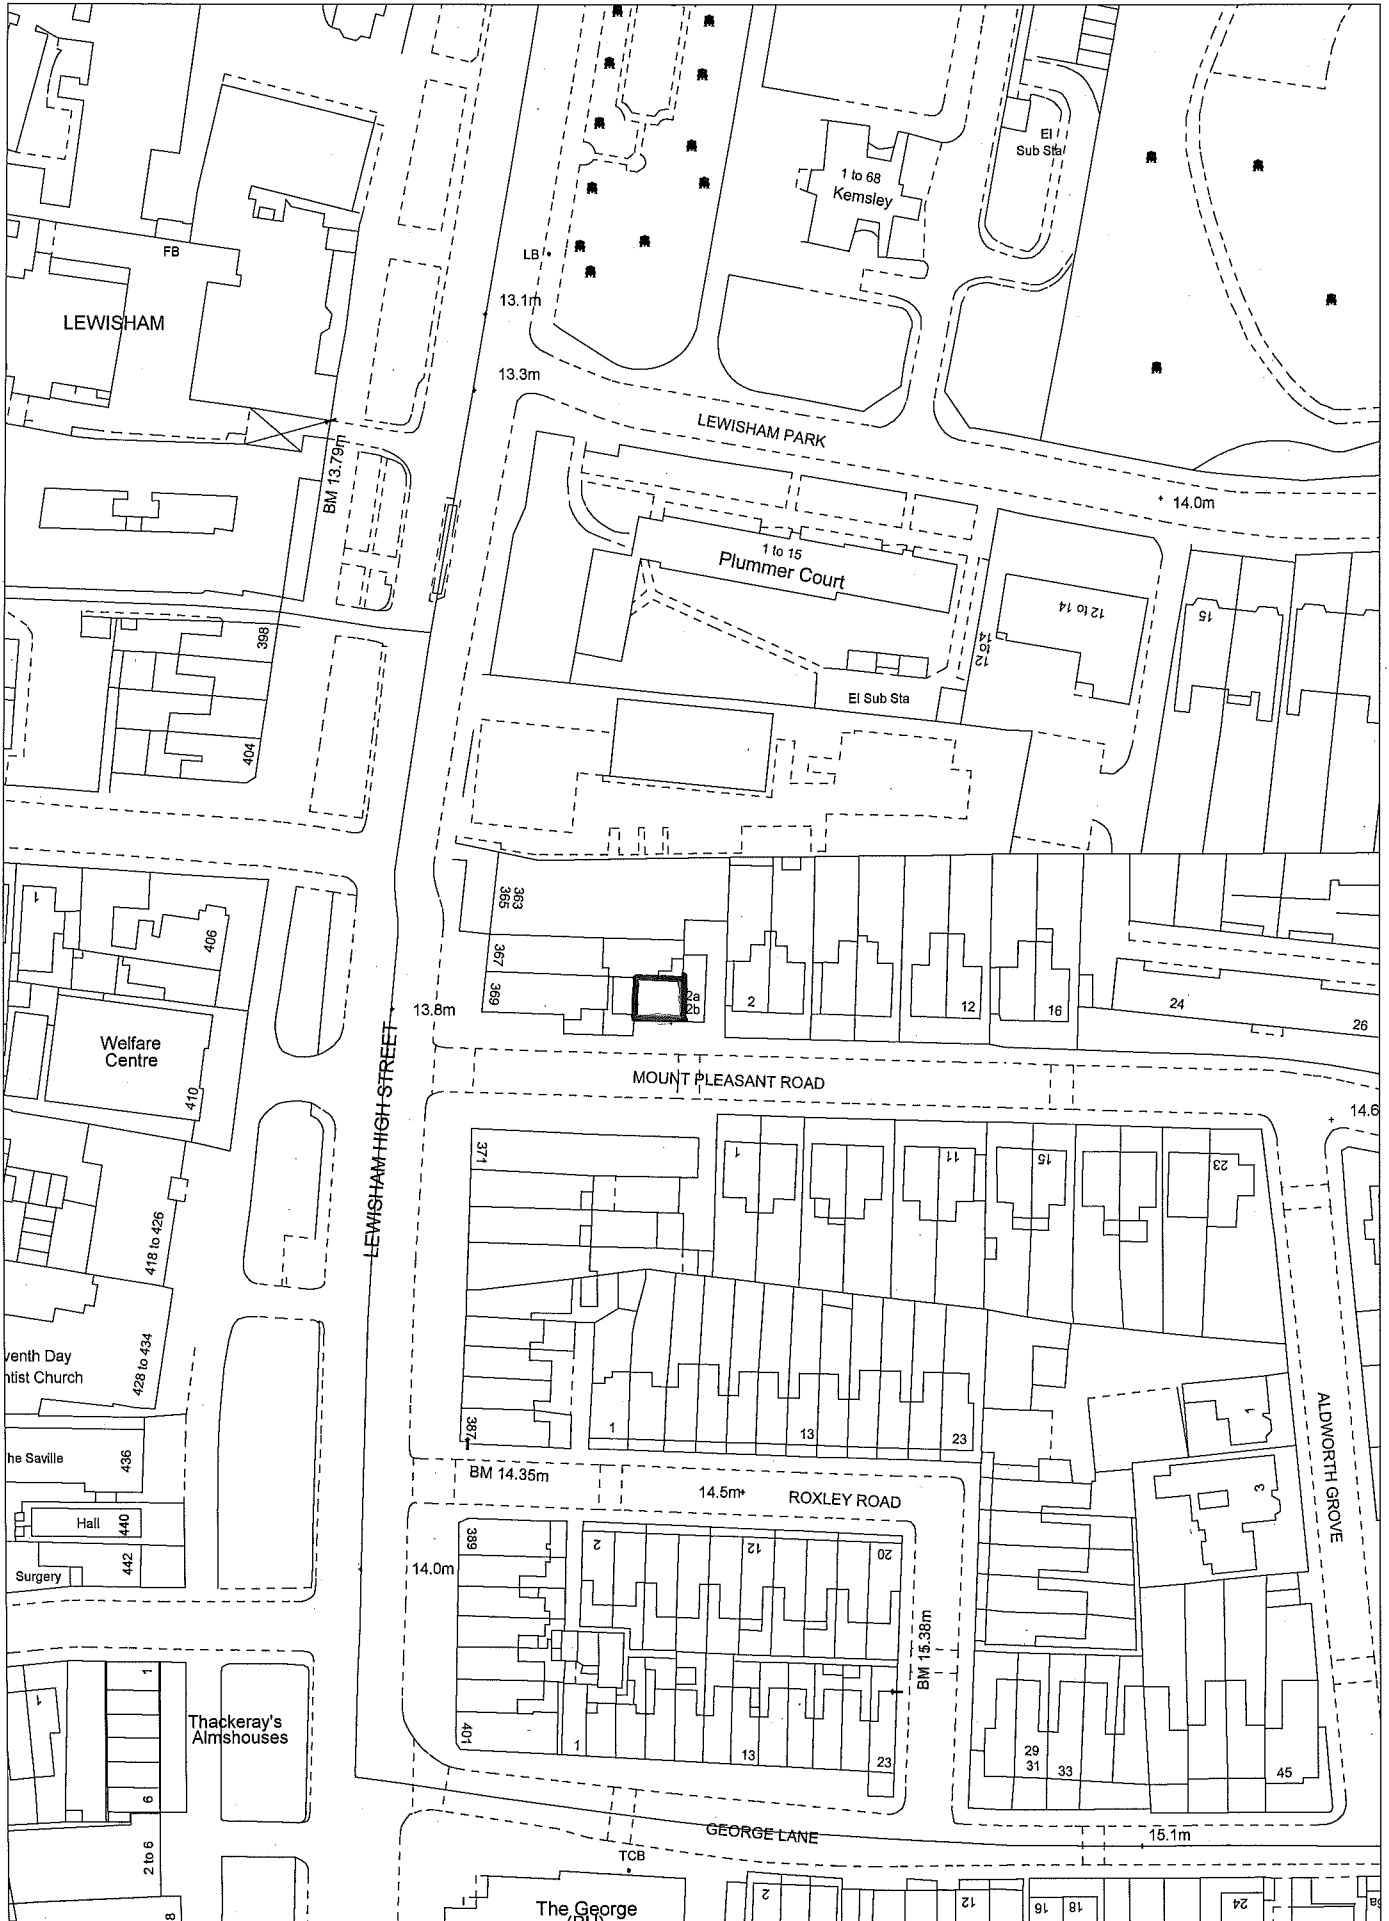 El
Sub Sta
1 to 68
Kemsley
FB
LB
LEWISHAM
13.1m
13.3m
LEWISHAM PARK
BM 13.79m
14.0m
1 to 15
Plummer Court
12 to 14
12
to
14
15
398
El Sub Sta
404
363
365
1
406
367
369
2a
2b
2
12
16
24
26
13.8m
Welfare
Centre
LEWISHAM HIGH STREET
MOUNT PLEASANT ROAD
410
14.6
371
1
11
15
23
418 to 426
venth Day
ntist Church
428 to 434
ALDWORTH GROVE
1
387
1
13
23
he Saville
436
BM 14.35m
14.5m
ROXLEY ROAD
3
Hall
440
389
2
12
20
442
Surgery
14.0m
BM 15.38m
1
1
Thackeray's
Almshouses
401
1
13
23
29
31
33
45
6
GEORGE LANE
15.1m
2 to 6
TCB
The George
2
12
16
18
24
8